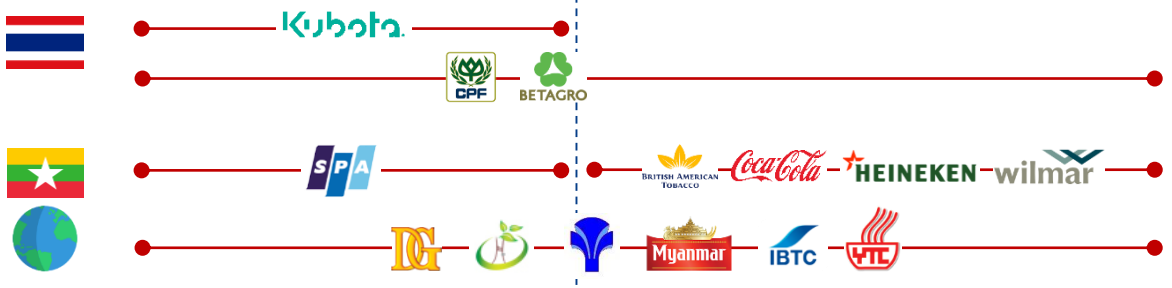 Kubota.
CPF
BETAGRO
SPA
BRITISH AMERICAN
TOBACCO
Coca-Cola
HEINEKEN
wilmar
DG
Myanmar
IBTC
YTC